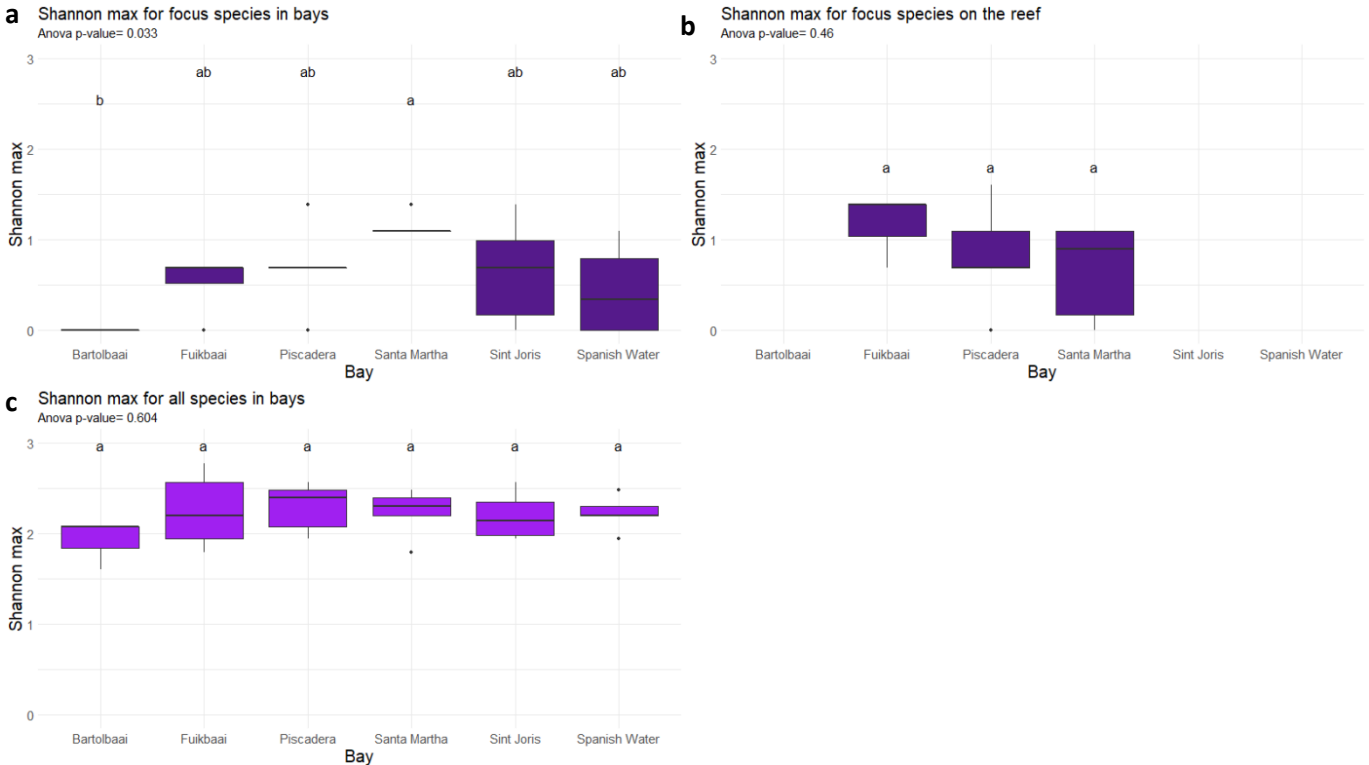 a
Shannon max for focus species in bays
Anova p-value= 0.033
3
ab ab ab ab
b a
2
1
0
Shannon max
Bartolbaai Fuikbaai Piscadera Santa Martha Sint Joris Spanish Water
Bay
b
Shannon max for focus species on the reef
Anova p-value= 0.46
3
2
a a a
1
0
Shannon max
Bartolbaai Fuikbaai Piscadera Santa Martha Sint Joris Spanish Water
Bay
c
Shannon max for all species in bays
Anova p-value= 0.604
3
a a a a a a
2
1
0
Shannon max
Bartolbaai Fuikbaai Piscadera Santa Martha Sint Joris Spanish Water
Bay